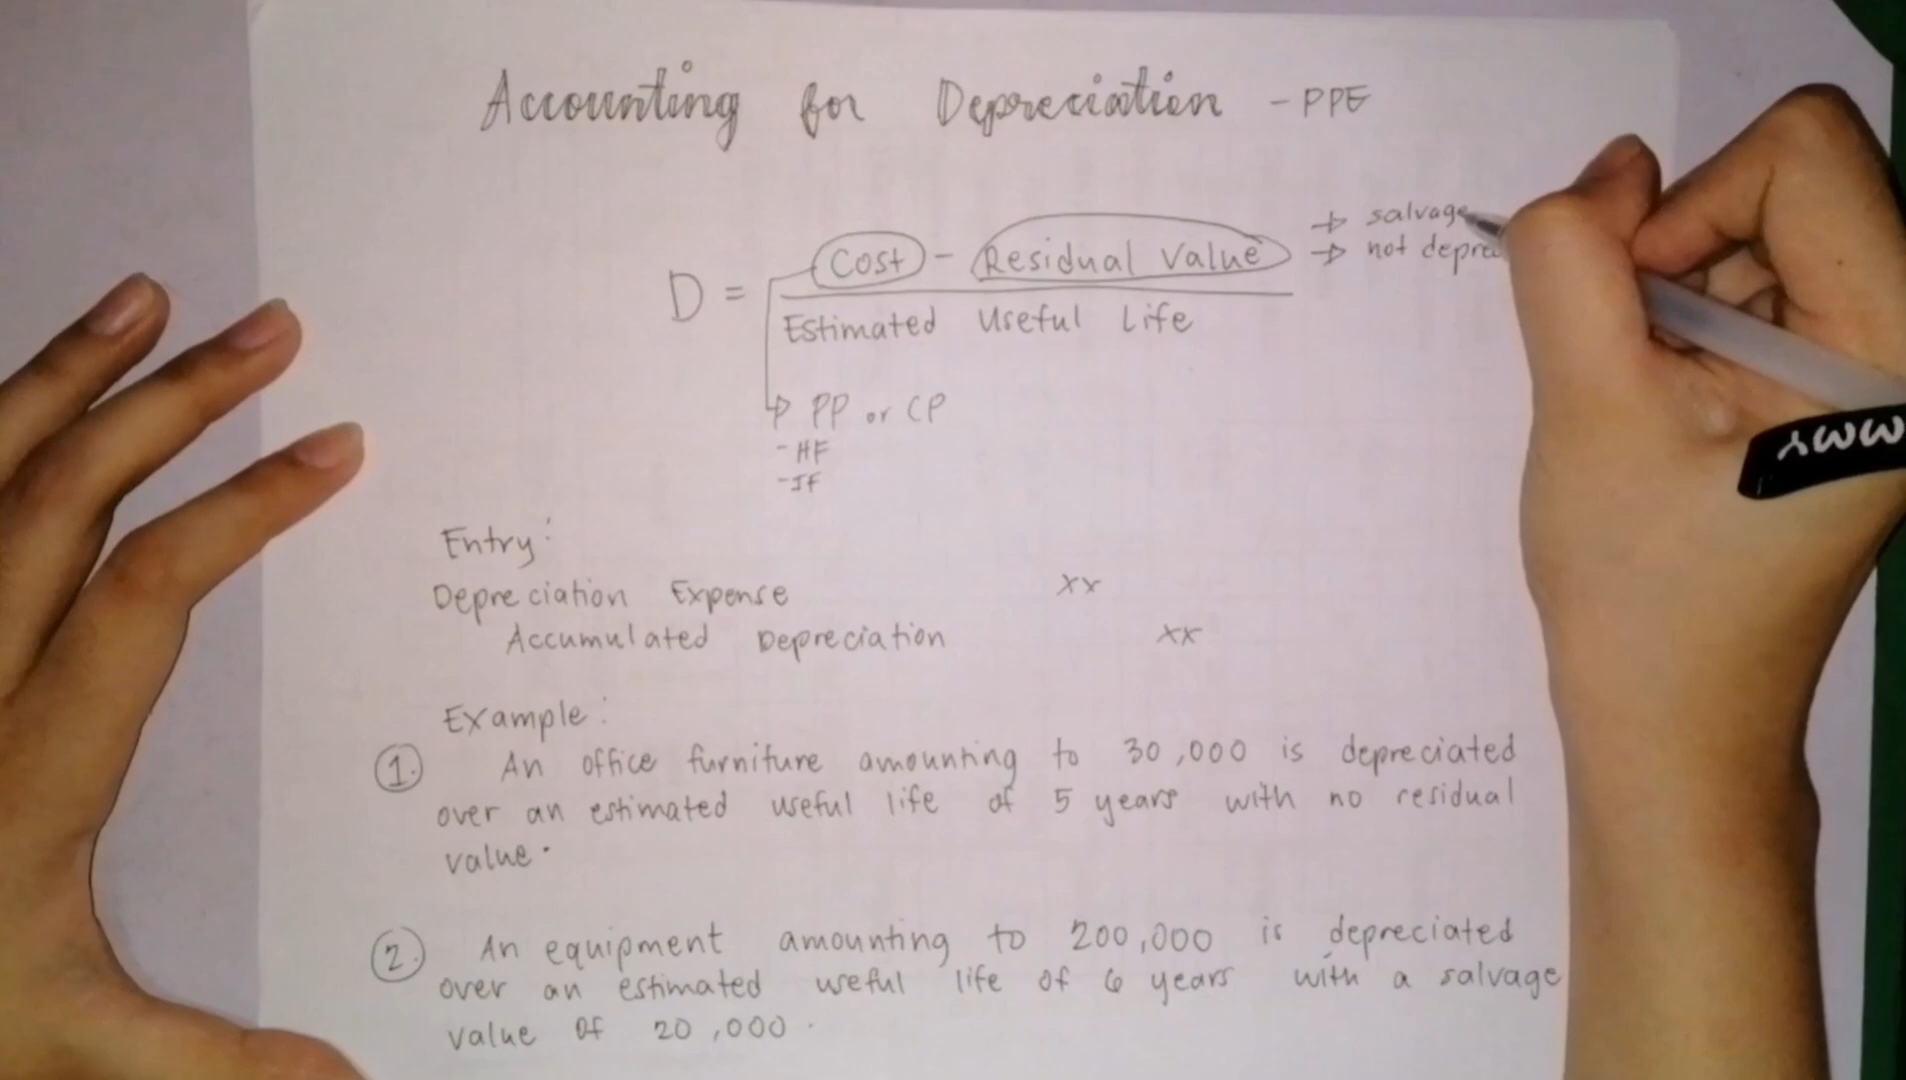 Accounting for Depreciation - PPE
→ salvage
D = Cost - Residual Value → not depre
Estimated Useful Life
→ PP or CP
- HF
- IF
Entry:
Depreciation Expense xx
Accumulated Depreciation xx
Example:
1. An office furniture amounting to 30,000 is depreciated
over an estimated useful life of 5 years with no residual
value.
2. An equipment amounting to 200,000 is depreciated
over an estimated useful life of 6 years with a salvage
value of 20,000.